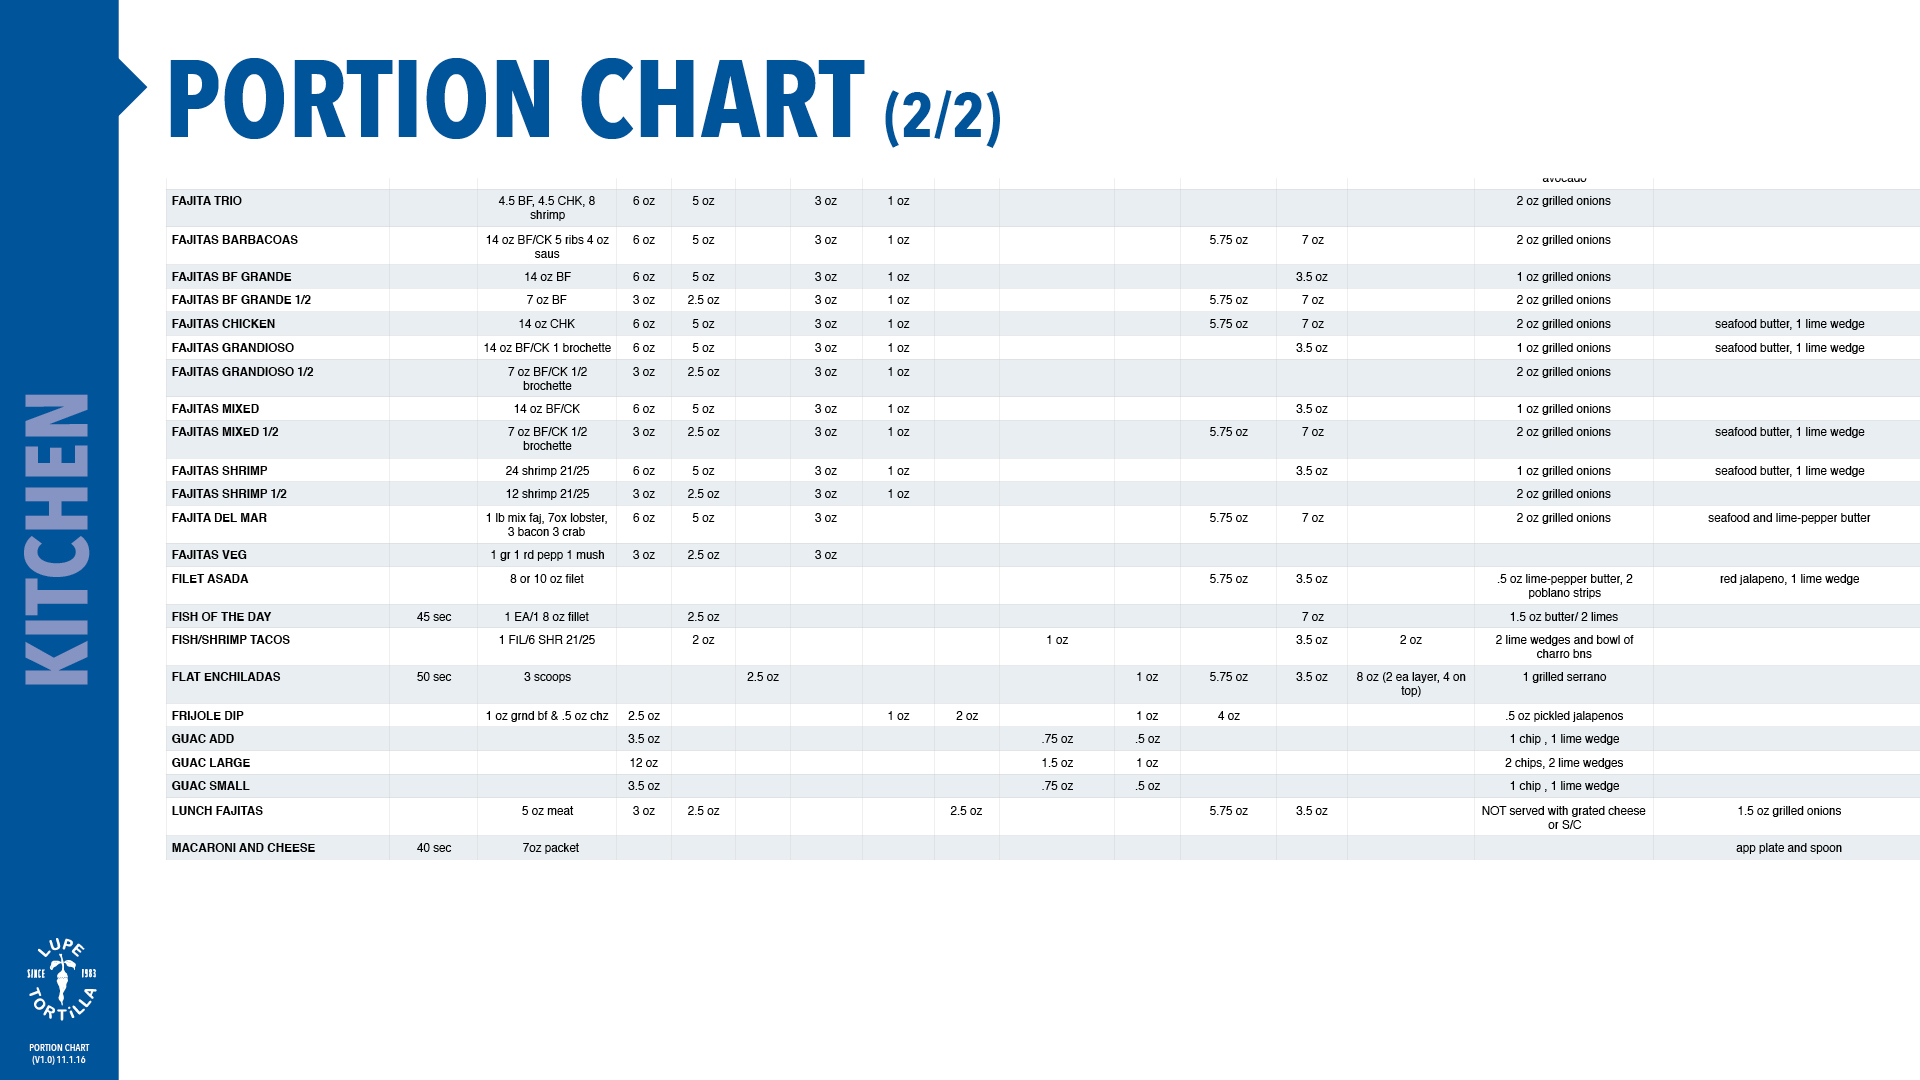 PORTION CHART (2/2)
avocado
FAJITA TRIO 4.5 BF, 4.5 CHK, 8 shrimp 6 oz 5 oz 3 oz 1 oz 2 oz grilled onions
FAJITAS BARBACOAS 14 oz BF/CK 5 ribs 4 oz saus 6 oz 5 oz 3 oz 1 oz 5.75 oz 7 oz 2 oz grilled onions
FAJITAS BF GRANDE 14 oz BF 6 oz 5 oz 3 oz 1 oz 3.5 oz 1 oz grilled onions
FAJITAS BF GRANDE 1/2 7 oz BF 3 oz 2.5 oz 3 oz 1 oz 5.75 oz 7 oz 2 oz grilled onions
FAJITAS CHICKEN 14 oz CHK 6 oz 5 oz 3 oz 1 oz 5.75 oz 7 oz 2 oz grilled onions seafood butter, 1 lime wedge
FAJITAS GRANDIOSO 14 oz BF/CK 1 brochette 6 oz 5 oz 3 oz 1 oz 3.5 oz 1 oz grilled onions seafood butter, 1 lime wedge
FAJITAS GRANDIOSO 1/2 7 oz BF/CK 1/2 brochette 3 oz 2.5 oz 3 oz 1 oz 2 oz grilled onions
FAJITAS MIXED 14 oz BF/CK 6 oz 5 oz 3 oz 1 oz 3.5 oz 1 oz grilled onions
FAJITAS MIXED 1/2 7 oz BF/CK 1/2 brochette 3 oz 2.5 oz 3 oz 1 oz 5.75 oz 7 oz 2 oz grilled onions seafood butter, 1 lime wedge
FAJITAS SHRIMP 24 shrimp 21/25 6 oz 5 oz 3 oz 1 oz 3.5 oz 1 oz grilled onions seafood butter, 1 lime wedge
FAJITAS SHRIMP 1/2 12 shrimp 21/25 3 oz 2.5 oz 3 oz 1 oz 2 oz grilled onions
FAJITA DEL MAR 1 lb mix faj, 7ox lobster, 3 bacon 3 crab 6 oz 5 oz 3 oz 5.75 oz 7 oz 2 oz grilled onions seafood and lime-pepper butter
FAJITAS VEG 1 gr 1 rd pepp 1 mush 3 oz 2.5 oz 3 oz
FILET ASADA 8 or 10 oz filet 5.75 oz 3.5 oz .5 oz lime-pepper butter, 2 poblano strips red jalapeno, 1 lime wedge
FISH OF THE DAY 45 sec 1 EA/1 8 oz fillet 2.5 oz 7 oz 1.5 oz butter/ 2 limes
FISH/SHRIMP TACOS 1 FIL/6 SHR 21/25 2 oz 1 oz 3.5 oz 2 oz 2 lime wedges and bowl of charro bns
FLAT ENCHILADAS 50 sec 3 scoops 2.5 oz 1 oz 5.75 oz 3.5 oz 8 oz (2 ea layer, 4 on top) 1 grilled serrano
FRIJOLE DIP 1 oz grnd bf & .5 oz chz 2.5 oz 1 oz 2 oz 1 oz 4 oz .5 oz pickled jalapenos
GUAC ADD 3.5 oz .75 oz .5 oz 1 chip , 1 lime wedge
GUAC LARGE 12 oz 1.5 oz 1 oz 2 chips, 2 lime wedges
GUAC SMALL 3.5 oz .75 oz .5 oz 1 chip , 1 lime wedge
LUNCH FAJITAS 5 oz meat 3 oz 2.5 oz 2.5 oz 5.75 oz 3.5 oz NOT served with grated cheese or S/C 1.5 oz grilled onions
MACARONI AND CHEESE 40 sec 7oz packet app plate and spoon
KITCHEN
LUPE
SINCE 1983
TORTiLLA
PORTION CHART
(V1.0) 11.1.16